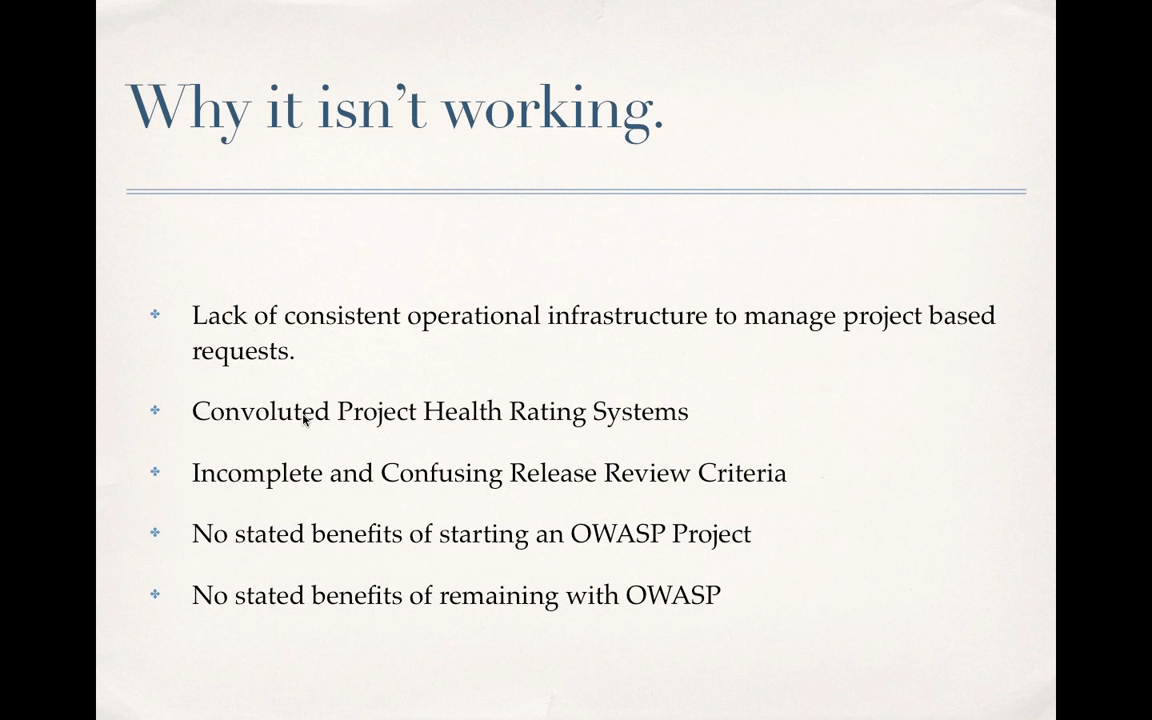 Why it isn’t working.
Lack of consistent operational infrastructure to manage project based
requests.
Convoluted Project Health Rating Systems
Incomplete and Confusing Release Review Criteria
No stated benefits of starting an OWASP Project
No stated benefits of remaining with OWASP